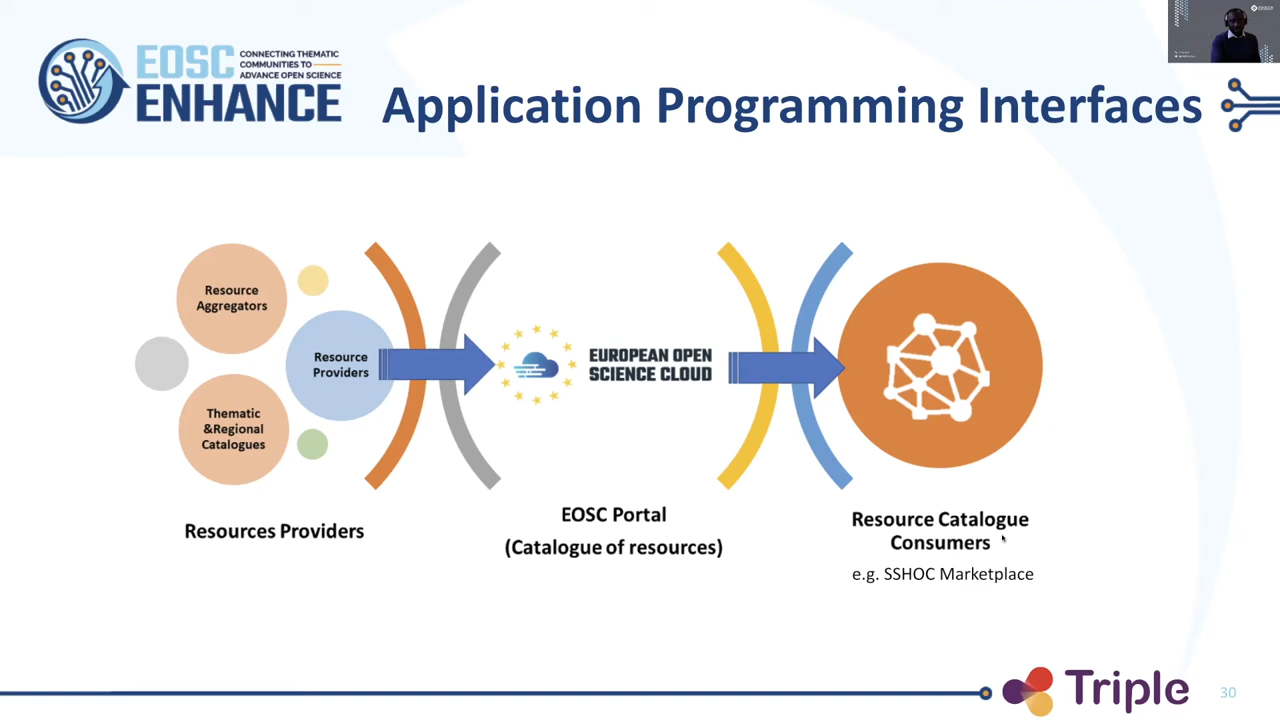 EOSC
ENHANCE
CONNECTING THEMATIC
COMMUNITIES TO
ADVANCE OPEN SCIENCE
Application Programming Interfaces
Resource
Aggregators
Resource
Providers
Thematic
&Regional
Catalogues
Resources Providers
EUROPEAN OPEN
SCIENCE CLOUD
EOSC Portal
(Catalogue of resources)
Resource Catalogue
Consumers
e.g. SSHOC Marketplace
Triple
30